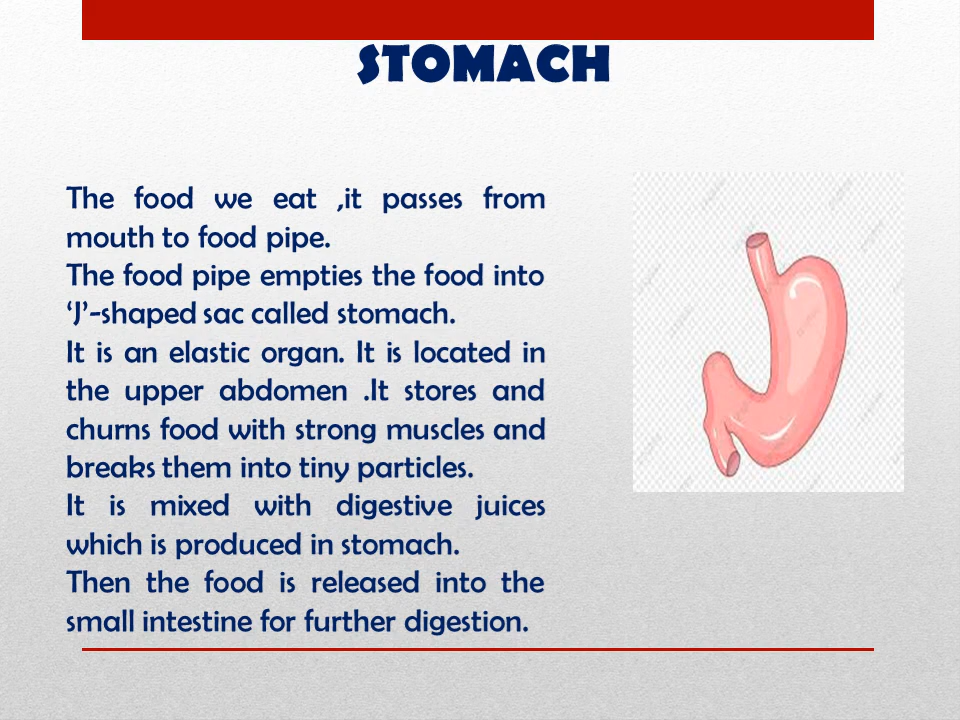 STOMACH
The food we eat ,it passes from
mouth to food pipe.
The food pipe empties the food into
‘J’-shaped sac called stomach.
It is an elastic organ. It is located in
the upper abdomen .It stores and
churns food with strong muscles and
breaks them into tiny particles.
It is mixed with digestive juices
which is produced in stomach.
Then the food is released into the
small intestine for further digestion.